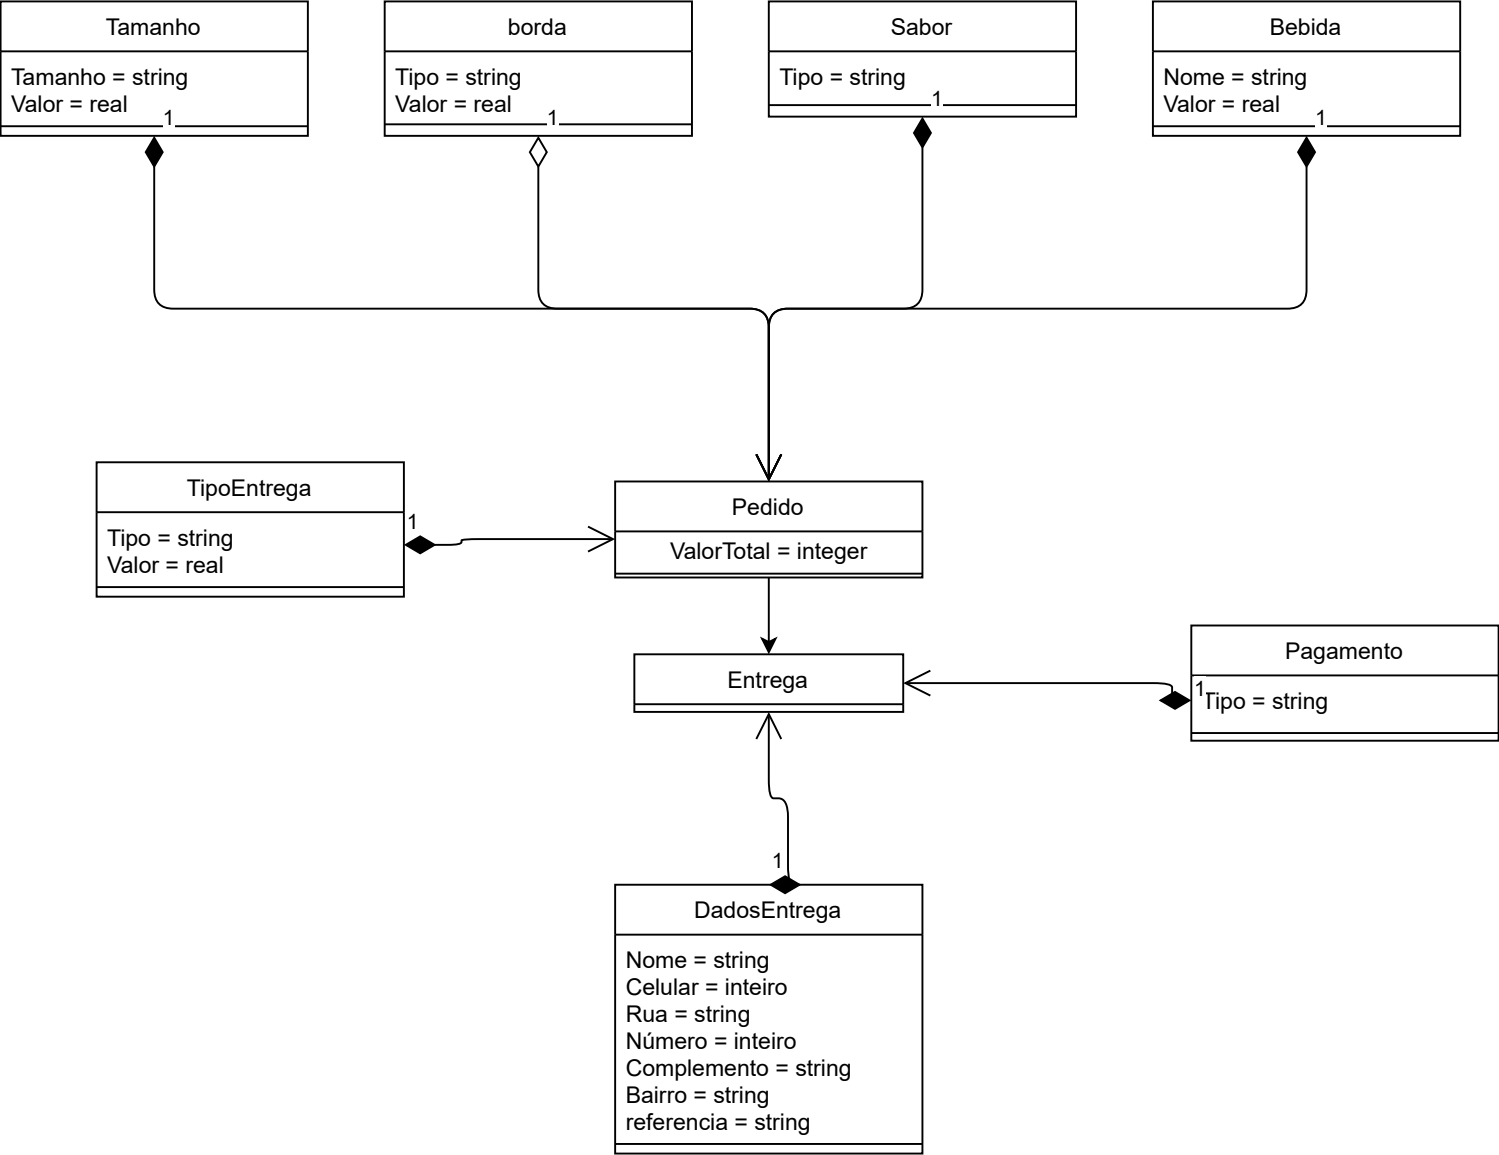 Tamanho
Tamanho = string
Valor = real
1
borda
Tipo = string
Valor = real
1
Sabor
Tipo = string
1
Bebida
Nome = string
Valor = real
1
TipoEntrega
Tipo = string
Valor = real
1
Pedido
ValorTotal = integer
Entrega
Pagamento
1
Tipo = string
1
DadosEntrega
Nome = string
Celular = inteiro
Rua = string
Número = inteiro
Complemento = string
Bairro = string
referencia = string